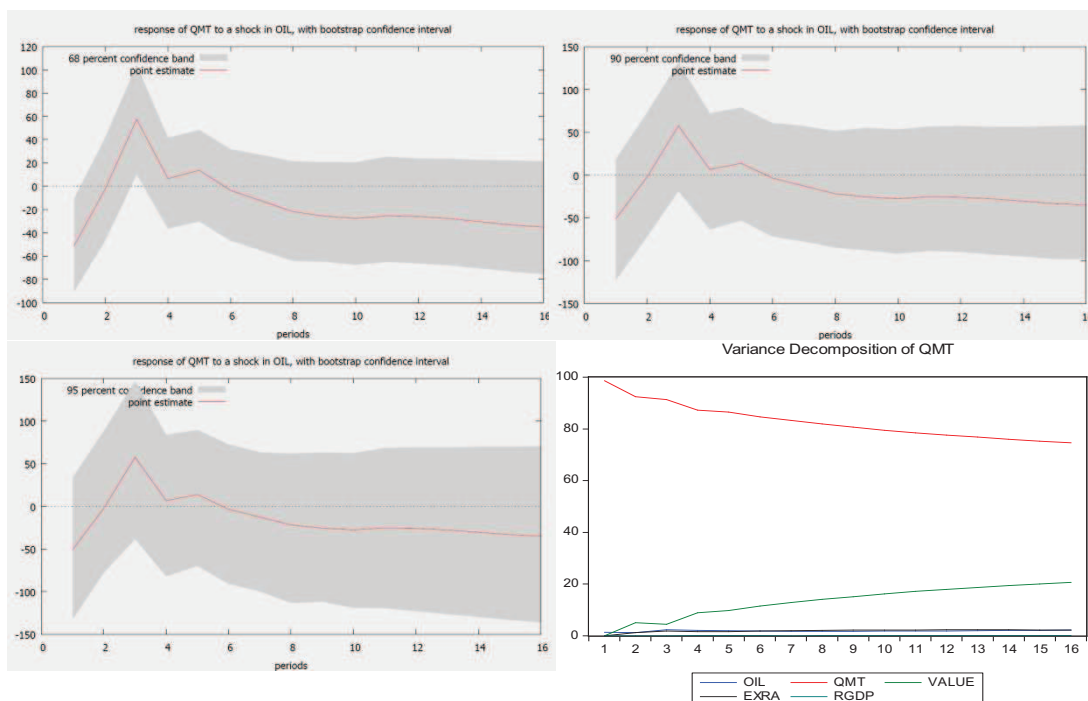 response of QMT to a shock in OIL, with bootstrap confidence interval
68 percent confidence band
point estimate
120
100
80
60
40
20
0
-20
-40
-60
-80
-100
0 2 4 6 8 10 12 14 16
periods
response of QMT to a shock in OIL, with bootstrap confidence interval
90 percent confidence band
point estimate
150
100
50
0
-50
-100
-150
0 2 4 6 8 10 12 14 16
periods
response of QMT to a shock in OIL, with bootstrap confidence interval
95 percent confidence band
point estimate
150
100
50
0
-50
-100
-150
0 2 4 6 8 10 12 14 16
periods
Variance Decomposition of QMT
100
80
60
40
20
0
1 2 3 4 5 6 7 8 9 10 11 12 13 14 15 16
OIL QMT VALUE
EXRA RGDP